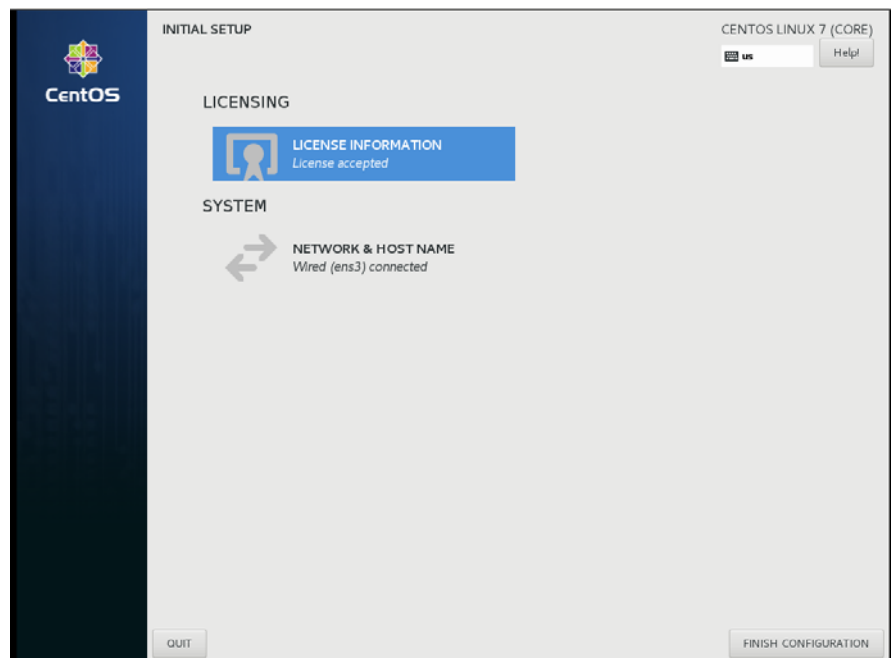 INITIAL SETUP
CENTOS LINUX 7 (CORE)
us
Help!
CentOS
LICENSING
LICENSE INFORMATION
License accepted
SYSTEM
NETWORK & HOST NAME
Wired (ens3) connected
QUIT
FINISH CONFIGURATION